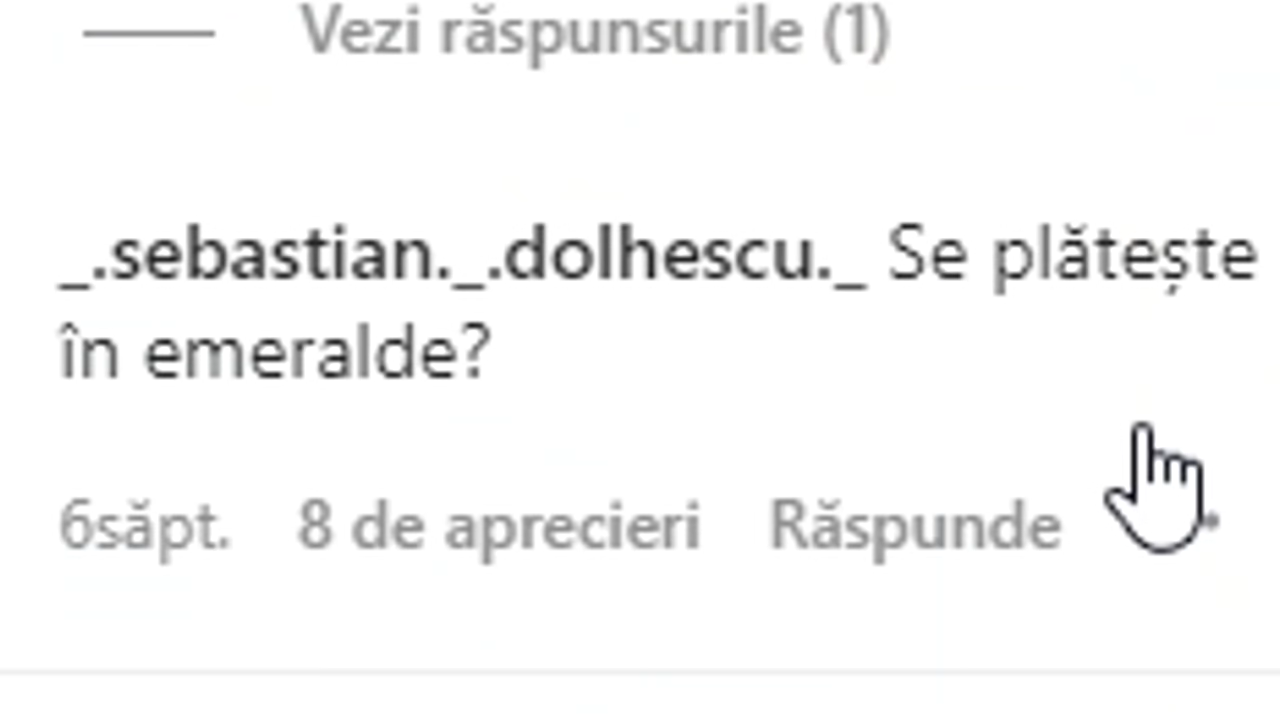 Vezi răspunsurile (1)
_.sebastian._.dolhescu._ Se plătește
în emeralde?
6săpt. 8 de aprecieri Răspunde